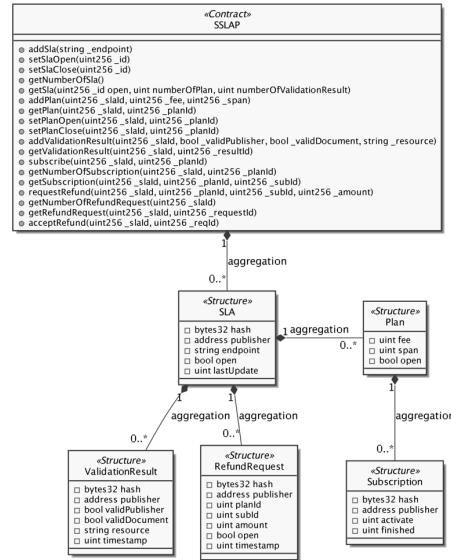 «Contract»
SSLAP
addSla(string _endpoint)
setSlaOpen(uint256 _id)
setSlaClose(uint256 _id)
getNumberOfSla()
getSla(uint256 _id open, uint numberOfPlan, uint numberOfValidationResult)
addPlan(uint256 _slaId, uint256 _fee, uint256 _span)
getPlan(uint256 _slaId, uint256 _planId)
setPlanOpen(uint256 _slaId, uint256 _planId)
setPlanClose(uint256 _slaId, uint256 _planId)
addValidationResult(uint256 _slaId, bool _validPublisher, bool _validDocument, string _resource)
getValidationResult(uint256 _slaId, uint256 _resultId)
subscribe(uint256 _slaId, uint256 _planId)
getNumberOfSubscription(uint256 _slaId, uint256 _planId)
getSubscription(uint256 _slaId, uint256 _planId, uint256 _subId)
requestRefund(uint256 _slaId, uint256 _planId, uint256 _subId, uint256 _amount)
getNumberOfRefundRequest(uint256 _slaId)
getRefundRequest(uint256 _slaId, uint256 _requestId)
acceptRefund(uint256 _slaId, uint256 _reqId)
1
aggregation
0..*
«Structure»
SLA
bytes32 hash
address publisher
string endpoint
bool open
uint lastUpdate
1 aggregation
0..*
«Structure»
Plan
uint fee
uint span
bool open
1
aggregation
0..*
1
aggregation
0..*
1
aggregation
0..*
«Structure»
ValidationResult
bytes32 hash
address publisher
bool validPublisher
bool validDocument
string resource
uint timestamp
«Structure»
RefundRequest
bytes32 hash
address publisher
uint planId
uint subId
uint amount
bool open
uint timestamp
«Structure»
Subscription
bytes32 hash
address publisher
uint activate
uint finished